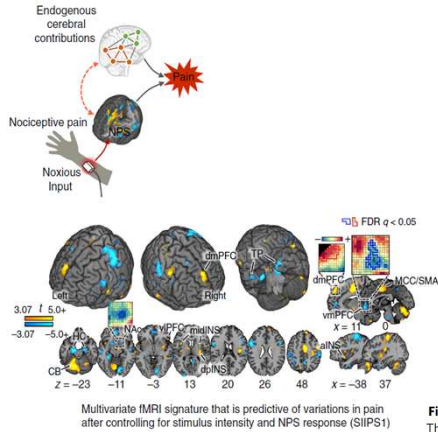 Endogenous
cerebral
contributions
Pain
Nociceptive pain
NPS
Noxious
Input
FDR q < 0.05
− +
dmPFC
TP
dmPFC
MCC/SMA
Left
Right
vmPFC
x = 11 0
3.07 t 5.0+
−3.07 −5.0+
HC
NAc
vlPFC
midINS
dpINS
aINS
CB
z = −23 −11 −3 13 20 26 48 x = −38 37
Multivariate fMRI signature that is predictive of variations in pain
after controlling for stimulus intensity and NPS response (SIIPS1)
Fi
Th